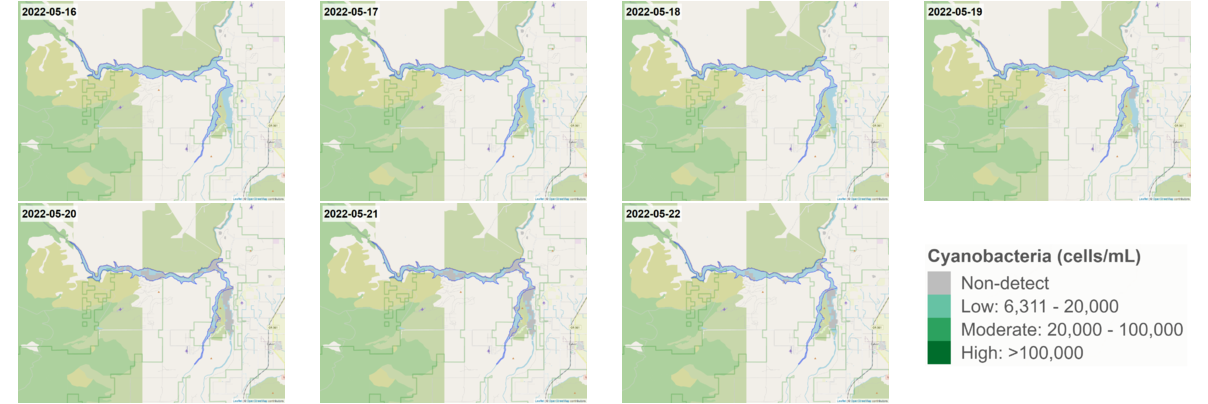 2022-05-16
2022-05-17
2022-05-18
2022-05-19
2022-05-20
2022-05-21
2022-05-22
Cyanobacteria (cells/mL)
Non-detect
Low: 6,311 - 20,000
Moderate: 20,000 - 100,000
High: >100,000